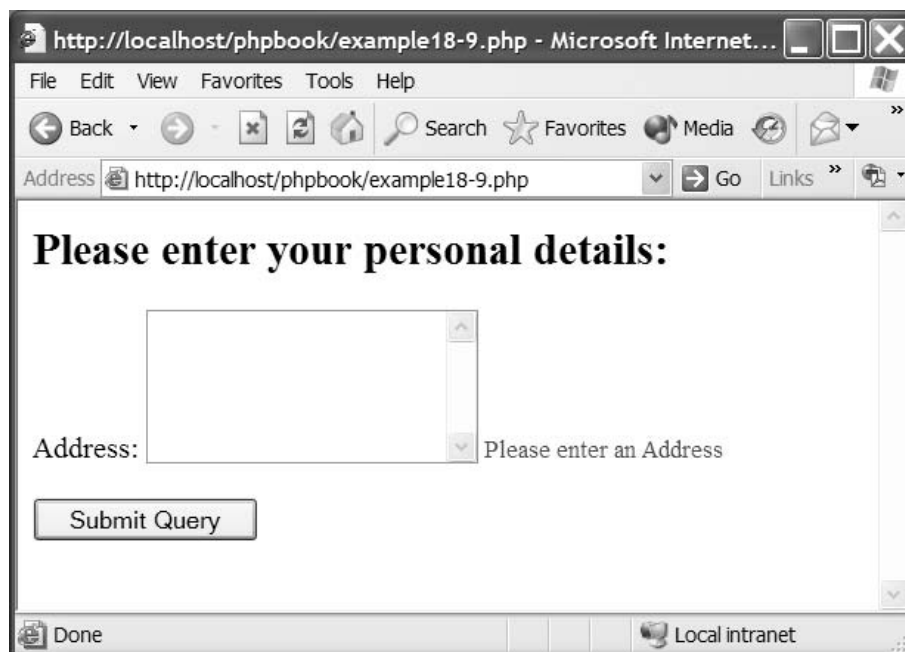 http://localhost/phpbook/example18-9.php - Microsoft Internet...
File Edit View Favorites Tools Help
Back Search Favorites Media »
Address http://localhost/phpbook/example18-9.php Go Links »
Please enter your personal details:
Address: Please enter an Address
Submit Query
Done Local intranet